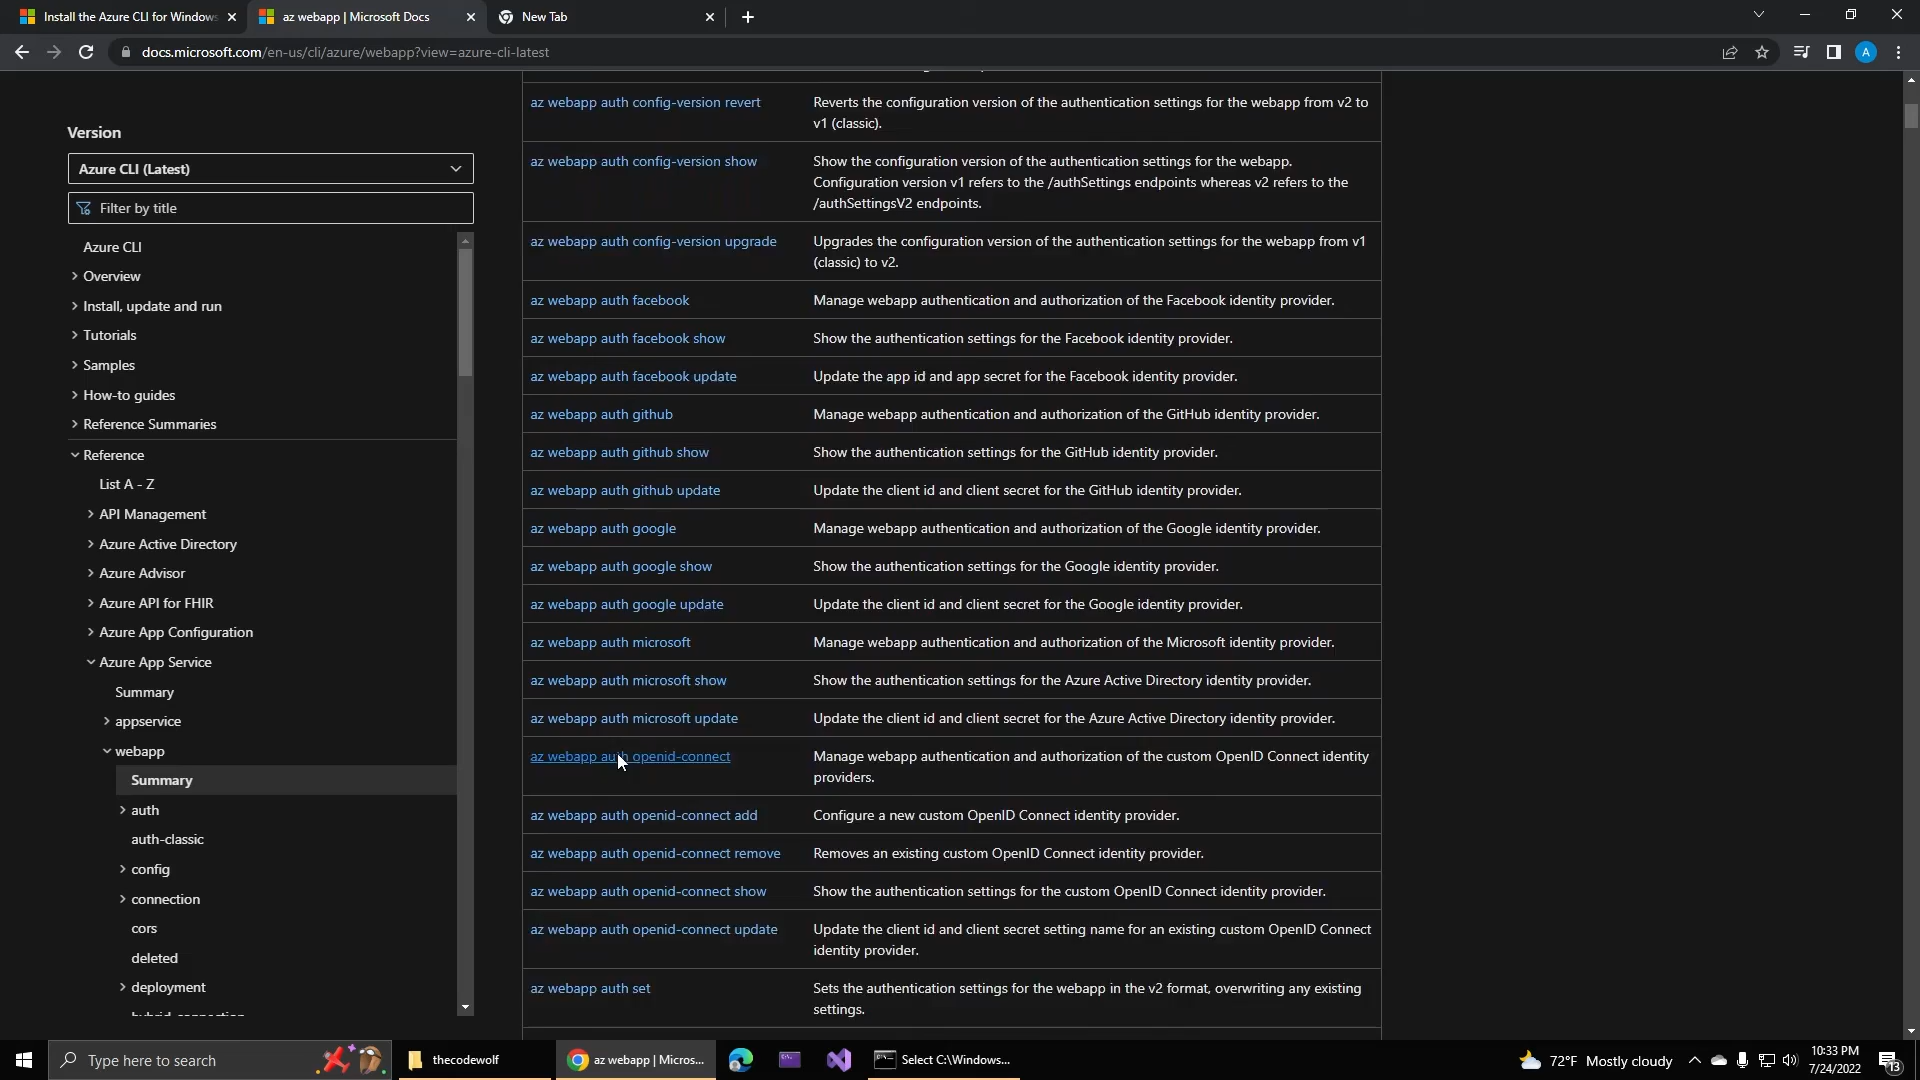 Install the Azure CLI for Windows
az webapp | Microsoft Docs
New Tab
docs.microsoft.com/en-us/cli/azure/webapp?view=azure-cli-latest
A
Version
Azure CLI (Latest)
Filter by title
Azure CLI
Overview
Install, update and run
Tutorials
Samples
How-to guides
Reference Summaries
Reference
List A - Z
API Management
Azure Active Directory
Azure Advisor
Azure API for FHIR
Azure App Configuration
Azure App Service
Summary
appservice
webapp
Summary
auth
auth-classic
config
connection
cors
deleted
deployment
az webapp auth config-version revert
Reverts the configuration version of the authentication settings for the webapp from v2 to
v1 (classic).
az webapp auth config-version show
Show the configuration version of the authentication settings for the webapp.
Configuration version v1 refers to the /authSettings endpoints whereas v2 refers to the
/authSettingsV2 endpoints.
az webapp auth config-version upgrade
Upgrades the configuration version of the authentication settings for the webapp from v1
(classic) to v2.
az webapp auth facebook
Manage webapp authentication and authorization of the Facebook identity provider.
az webapp auth facebook show
Show the authentication settings for the Facebook identity provider.
az webapp auth facebook update
Update the app id and app secret for the Facebook identity provider.
az webapp auth github
Manage webapp authentication and authorization of the GitHub identity provider.
az webapp auth github show
Show the authentication settings for the GitHub identity provider.
az webapp auth github update
Update the client id and client secret for the GitHub identity provider.
az webapp auth google
Manage webapp authentication and authorization of the Google identity provider.
az webapp auth google show
Show the authentication settings for the Google identity provider.
az webapp auth google update
Update the client id and client secret for the Google identity provider.
az webapp auth microsoft
Manage webapp authentication and authorization of the Microsoft identity provider.
az webapp auth microsoft show
Show the authentication settings for the Azure Active Directory identity provider.
az webapp auth microsoft update
Update the client id and client secret for the Azure Active Directory identity provider.
az webapp auth openid-connect
Manage webapp authentication and authorization of the custom OpenID Connect identity
providers.
az webapp auth openid-connect add
Configure a new custom OpenID Connect identity provider.
az webapp auth openid-connect remove
Removes an existing custom OpenID Connect identity provider.
az webapp auth openid-connect show
Show the authentication settings for the custom OpenID Connect identity provider.
az webapp auth openid-connect update
Update the client id and client secret setting name for an existing custom OpenID Connect
identity provider.
az webapp auth set
Sets the authentication settings for the webapp in the v2 format, overwriting any existing
settings.
Type here to search
thecodewolf
az webapp | Micros...
Select C:\Windows...
72°F Mostly cloudy
10:33 PM
7/24/2022
13